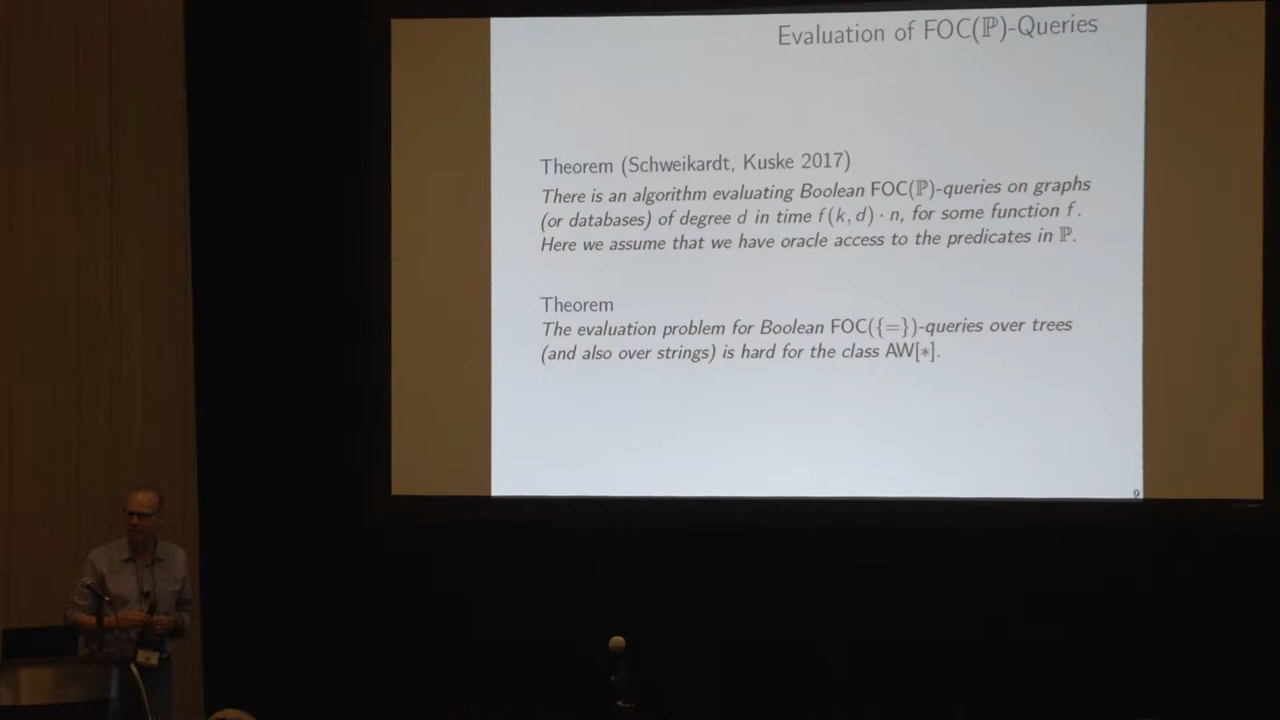 Evaluation of FOC(ℙ)-Queries
Theorem (Schweikardt, Kuske 2017)
There is an algorithm evaluating Boolean FOC(ℙ)-queries on graphs
(or databases) of degree d in time f(k, d) · n, for some function f.
Here we assume that we have oracle access to the predicates in ℙ.
Theorem
The evaluation problem for Boolean FOC({=})-queries over trees
(and also over strings) is hard for the class AW[∗].
9